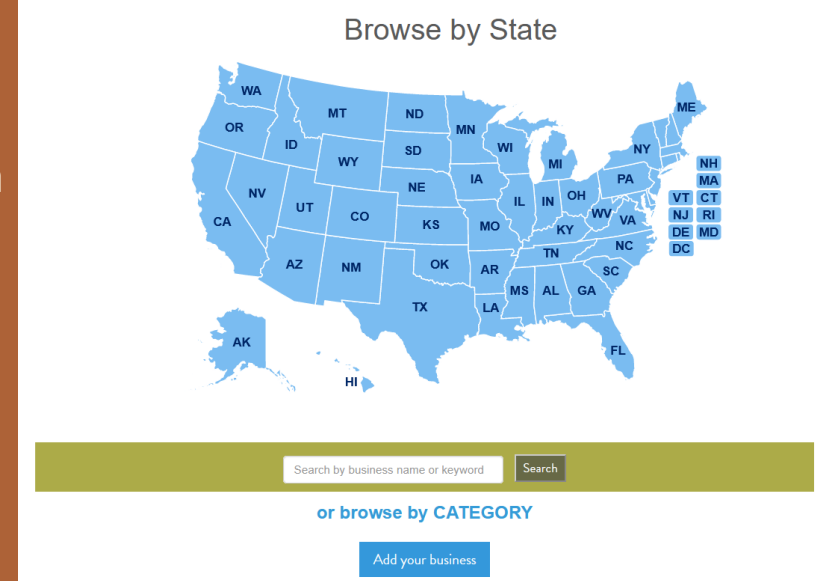 Browse by State
WA
MT
ND
MN
ME
OR
ID
SD
WI
NY
MI
WY
NH
MA
NV
UT
NE
IA
PA
VT CT
CA
CO
KS
MO
IL
IN
OH
WV
VA
NJ RI
KY
DE MD
NC
DC
AZ
NM
OK
AR
TN
SC
TX
LA
MS
AL
GA
AK
FL
HI
Search by business name or keyword
Search
or browse by CATEGORY
Add your business